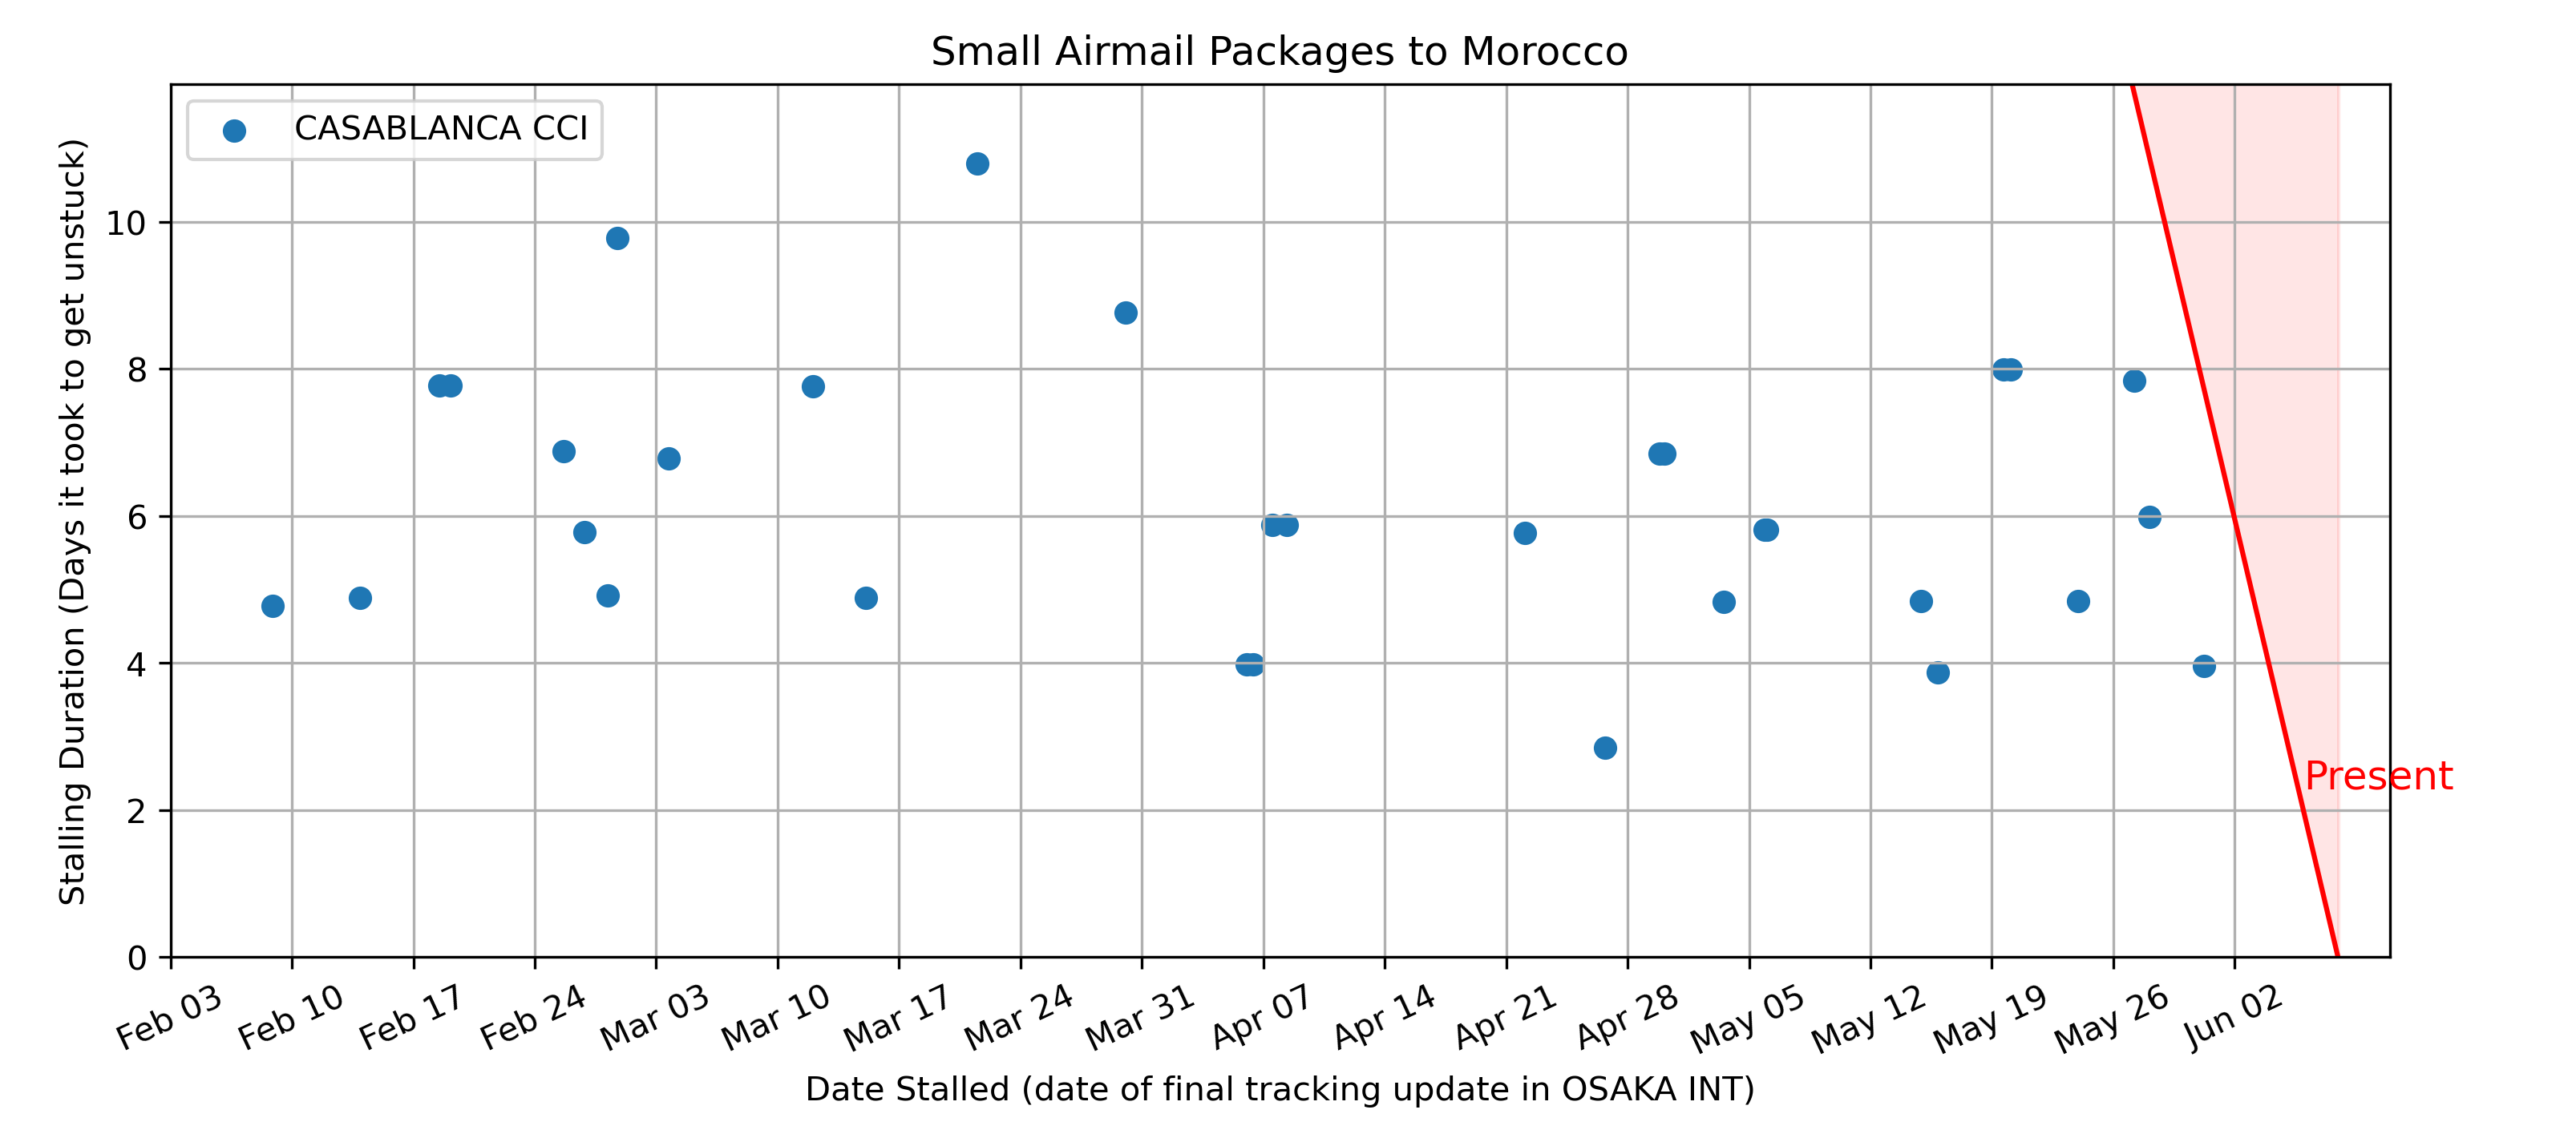 Small Airmail Packages to Morocco
CASABLANCA CCI
Stalling Duration (Days it took to get unstuck)
10
8
6
4
2
0
Present
Feb 03
Feb 10
Feb 17
Feb 24
Mar 03
Mar 10
Mar 17
Mar 24
Mar 31
Apr 07
Apr 14
Apr 21
Apr 28
May 05
May 12
May 19
May 26
Jun 02
Date Stalled (date of final tracking update in OSAKA INT)